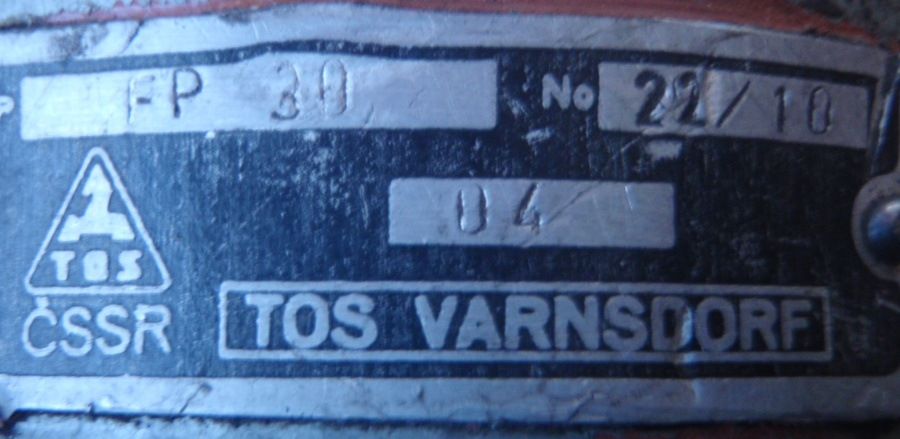 P FP 30 No 22/10
04
TOS
ČSSR
TOS VARNSDORF